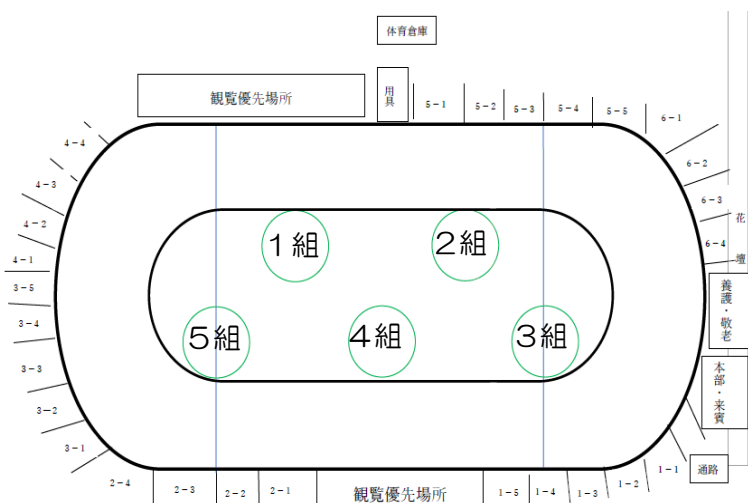 体育倉庫
観覧優先場所
用具
5-1
5-2
5-3
5-4
5-5
6-1
6-2
6-3
6-4
花壇
養護・敬老
本部・来賓
通路
4-4
4-3
4-2
4-1
3-5
3-4
3-3
3-2
3-1
1組
2組
5組
4組
3組
2-4
2-3
2-2
2-1
観覧優先場所
1-5
1-4
1-3
1-2
1-1